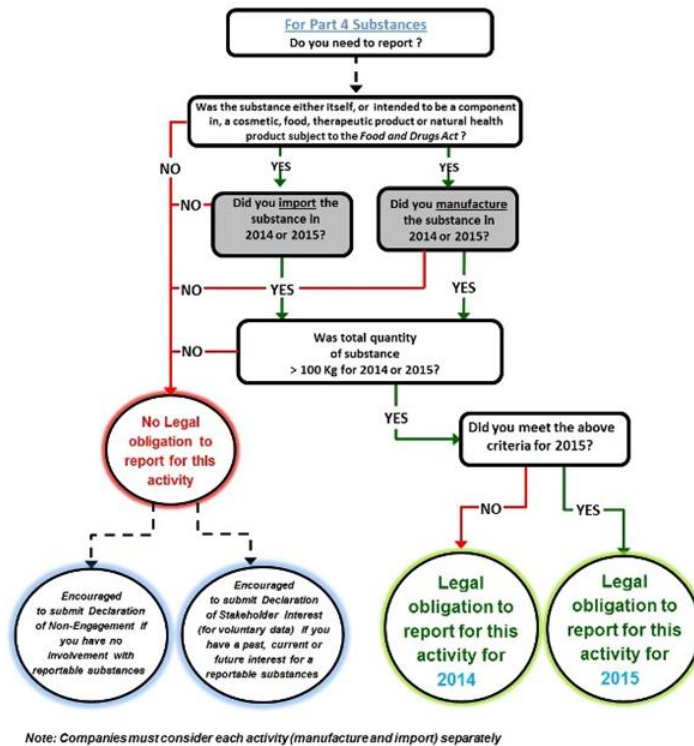 For Part 4 Substances
Do you need to report ?
Was the substance either itself, or intended to be a component
in, a cosmetic, food, therapeutic product or natural health
product subject to the Food and Drugs Act ?
NO
YES
YES
NO
Did you import the
substance in
2014 or 2015?
Did you manufacture
the substance in
2014 or 2015?
NO
YES
YES
NO
Was total quantity
of substance
> 100 Kg for 2014 or 2015?
YES
No Legal
obligation to
report for this
activity
Did you meet the above
criteria for 2015?
NO
YES
Encouraged
to submit Declaration
of Non-Engagement if
you have no
Involvement with
reportable substances
Encouraged
to submit Declaration
of Stakeholder Interest
(for voluntary data) if you
have a past, current or
future interest for a
reportable substances
Legal
obligation to
report for this
activity for
2014
Legal
obligation to
report for this
activity for
2015
Note: Companies must consider each activity (manufacture and import) separately